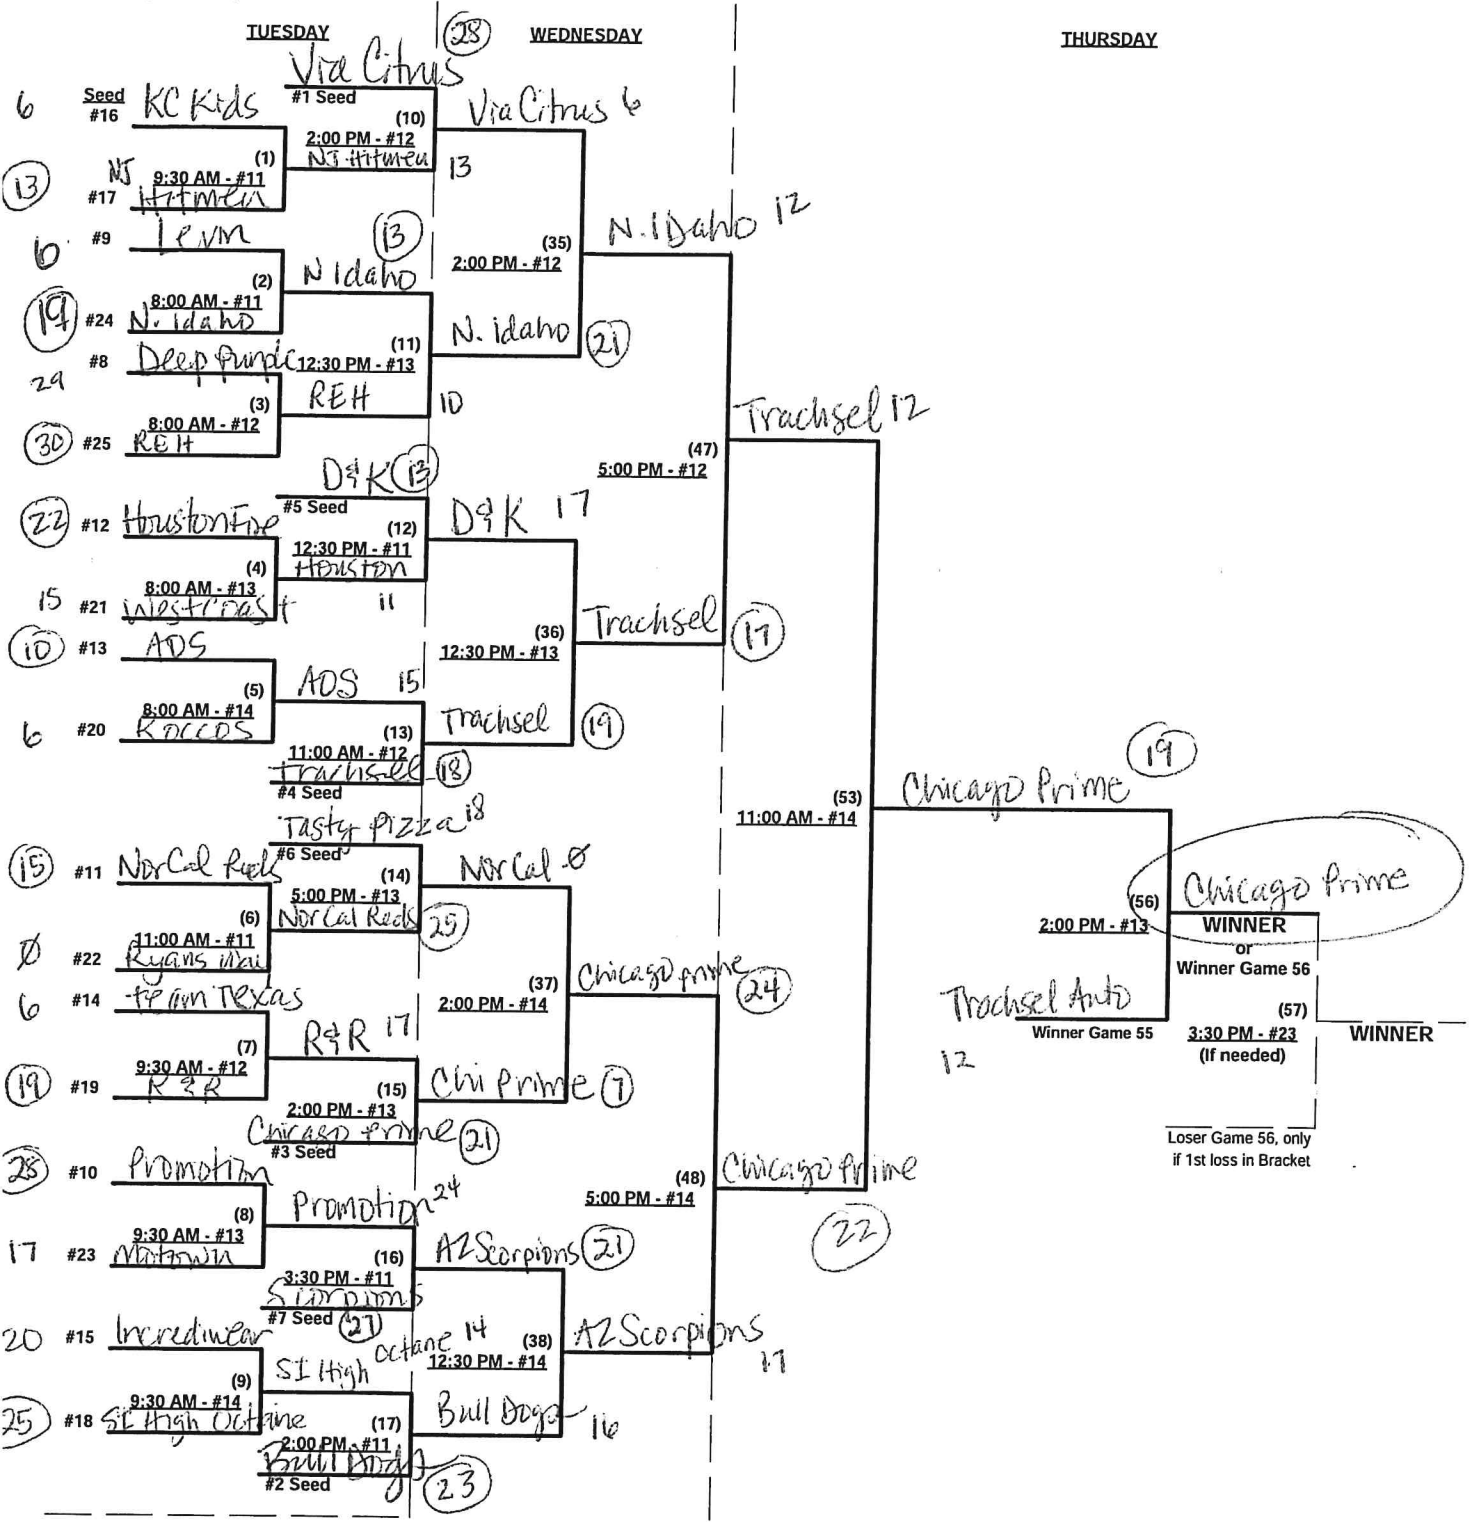 TUESDAY
28
WEDNESDAY
THURSDAY
Via Citrus
#1 Seed
6
Seed
#16
KC Kids
(10)
2:00 PM - #12
NJ Hitmen
13
Via Citrus 6
(1)
9:30 AM - #11
13
NJ
#17
Hitmen
#9
6
(2)
8:00 AM - #11
N Idaho
13
19
#24
N. Idaho
(35)
2:00 PM - #12
N. IDaho 12
#8
Deep Purple
29
(11)
12:30 PM - #13
N. idaho
21
(3)
8:00 AM - #12
REH
10
30
#25
REH
D&K
13
#5 Seed
Trachsel 12
(47)
5:00 PM - #12
22
#12
Houston Fire
(12)
12:30 PM - #11
Houston
11
D&K 17
(4)
8:00 AM - #13
15
#21
West Coast
10
#13
ADS
(36)
12:30 PM - #13
Trachsel
17
(5)
8:00 AM - #14
ADS 15
6
#20
(13)
11:00 AM - #12
Trachsel
18
#4 Seed
Trachsel
19
Tasty Pizza 18
#6 Seed
(53)
11:00 AM - #14
Chicago Prime
19
15
#11
NorCal Reds
(14)
5:00 PM - #13
NorCal Reds
25
NorCal 0
(6)
11:00 AM - #11
0
#22
6
#14
team Texas
(37)
2:00 PM - #14
Chicago prime
24
(56)
2:00 PM - #13
Chicago Prime
WINNER
or
Winner Game 56
Trachsel Auto
Winner Game 55
12
(57)
3:30 PM - #23
(If needed)
WINNER
Loser Game 56, only
if 1st loss in Bracket
(7)
9:30 AM - #12
R&R 17
19
#19
R&R
(15)
2:00 PM - #13
Chicago Prime
21
#3 Seed
Chi Prime
7
28
#10
Promotion
(48)
5:00 PM - #14
Chicago Prime
22
(8)
9:30 AM - #13
Promotion 24
17
#23
Motown
(16)
3:30 PM - #11
Scorpions
#7 Seed
27
AZ Scorpions
21
20
#15
Incrediwear
(38)
12:30 PM - #14
AZ Scorpions
17
(9)
9:30 AM - #14
SI High Octane 14
25
#18
SI High Octane
(17)
2:00 PM - #11
Bull Dogs
#2 Seed
23
Bull Dogs
16